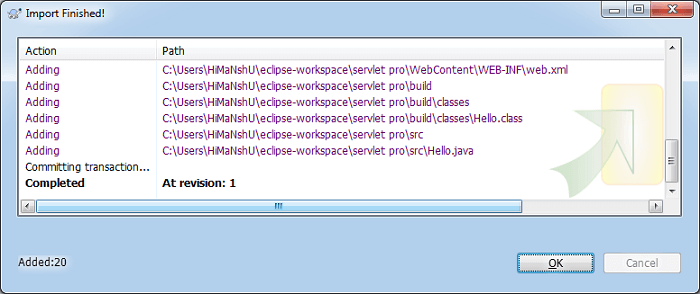 Import Finished!
Action Path
Adding C:\Users\HiMaNshU\eclipse-workspace\servlet pro\WebContent\WEB-INF\web.xml
Adding C:\Users\HiMaNshU\eclipse-workspace\servlet pro\build
Adding C:\Users\HiMaNshU\eclipse-workspace\servlet pro\build\classes
Adding C:\Users\HiMaNshU\eclipse-workspace\servlet pro\build\classes\Hello.class
Adding C:\Users\HiMaNshU\eclipse-workspace\servlet pro\src
Adding C:\Users\HiMaNshU\eclipse-workspace\servlet pro\src\Hello.java
Committing transaction...
Completed At revision: 1
Added:20 OK Cancel